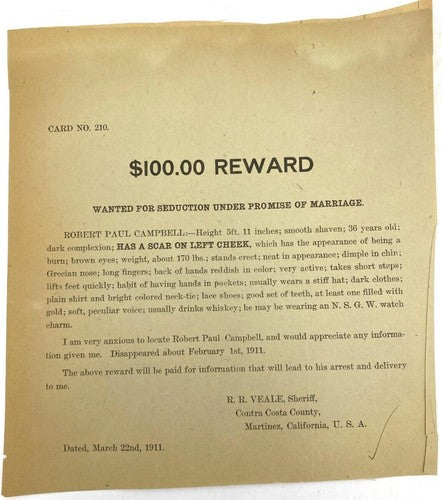 CARD NO. 210.
$100.00 REWARD
WANTED FOR SEDUCTION UNDER PROMISE OF MARRIAGE.
ROBERT PAUL CAMPBELL:—Height 5ft. 11 inches; smooth shaven; 36 years old;
dark complexion; HAS A SCAR ON LEFT CHEEK, which has the appearance of being a
burn; brown eyes; weight, about 170 lbs.; stands erect; neat in appearance; dimple in chin;
Grecian nose; long fingers; back of hands reddish in color; very active; takes short steps;
lifts feet quickly; habit of having hands in pockets; usually wears a stiff hat; dark clothes;
plain shirt and bright colored neck-tie; lace shoes; good set of teeth, at least one filled with
gold; soft, peculiar voice; usually drinks whiskey; he may be wearing an N. S. G. W. watch
charm.
I am very anxious to locate Robert Paul Campbell, and would appreciate any informa-
tion given me. Disappeared about February 1st, 1911.
The above reward will be paid for information that will lead to his arrest and delivery
to me.
R. R. VEALE, Sheriff,
Contra Costa County,
Martinez, California, U. S. A.
Dated, March 22nd, 1911.